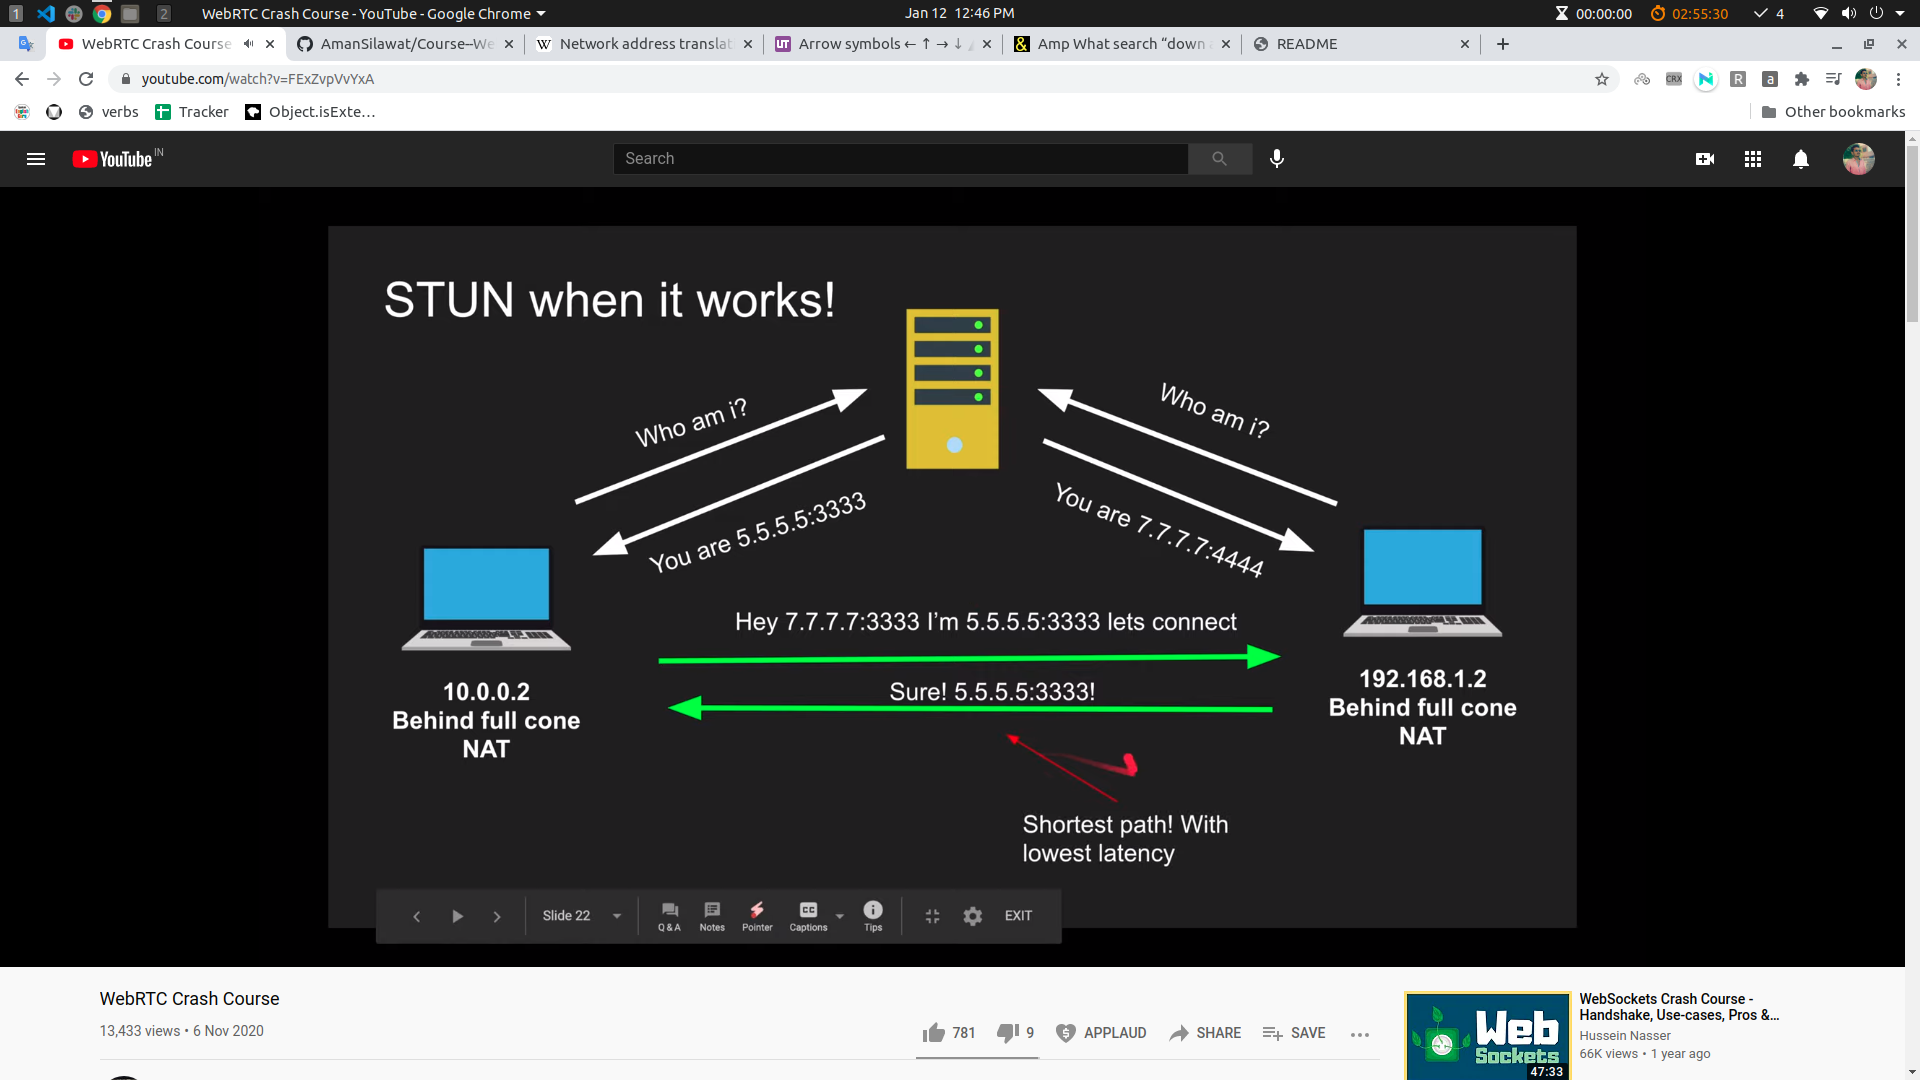 1
2
WebRTC Crash Course - YouTube - Google Chrome
Jan 12 12:46 PM
00:00:00
02:55:30
4
WebRTC Crash Course
AmanSilawat/Course--We
Network address translat
Arrow symbols ← ↑ → ↓
Amp What search “down a
README
youtube.com/watch?v=FExZvpVvYxA
verbs
Tracker
Object.isExte…
Other bookmarks
YouTube IN
Search
STUN when it works!
Who am i?
Who am i?
You are 5.5.5.5:3333
You are 7.7.7.7:4444
Hey 7.7.7.7:3333 I’m 5.5.5.5:3333 lets connect
Sure! 5.5.5.5:3333!
10.0.0.2
Behind full cone
NAT
192.168.1.2
Behind full cone
NAT
Shortest path! With
lowest latency
Slide 22
Q & A
Notes
Pointer
CC
Captions
Tips
EXIT
WebRTC Crash Course
13,433 views • 6 Nov 2020
781
9
APPLAUD
SHARE
SAVE
Web
Sockets
47:33
WebSockets Crash Course -
Handshake, Use-cases, Pros &…
Hussein Nasser
66K views • 1 year ago